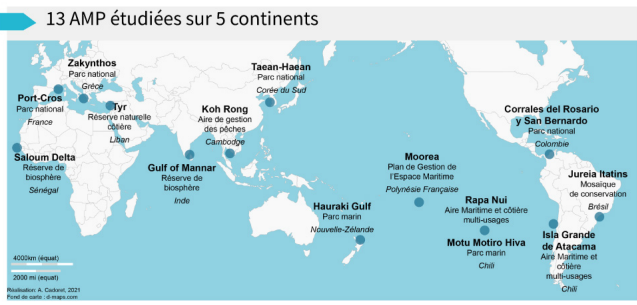 13 AMP étudiées sur 5 continents
Zakynthos
Parc national
Grèce
Port-Cros
Parc national
France
Tyr
Réserve naturelle
côtière
Liban
Saloum Delta
Réserve de
biosphère
Sénégal
Gulf of Mannar
Réserve de
biosphère
Inde
Koh Rong
Aire de gestion
des pêches
Cambodge
Taean-Haean
Parc national
Corée du Sud
Hauraki Gulf
Parc marin
Nouvelle-Zélande
Moorea
Plan de Gestion de
l'Espace Maritime
Polynésie Française
Rapa Nui
Aire Maritime et côtière
multi-usages
Motu Motiro Hiva
Parc marin
Chili
Corrales del Rosario
y San Bernardo
Parc national
Colombie
Jureia Itatins
Mosaique
de conservation
Brésil
Isla Grande
de Atacama
Aire Maritime et
côtière
multi-usages
Chili
4000km (équat)
2000 mi (equat)
Réalisation: A. Cadoret, 2021
Fond de carte : d-maps.com